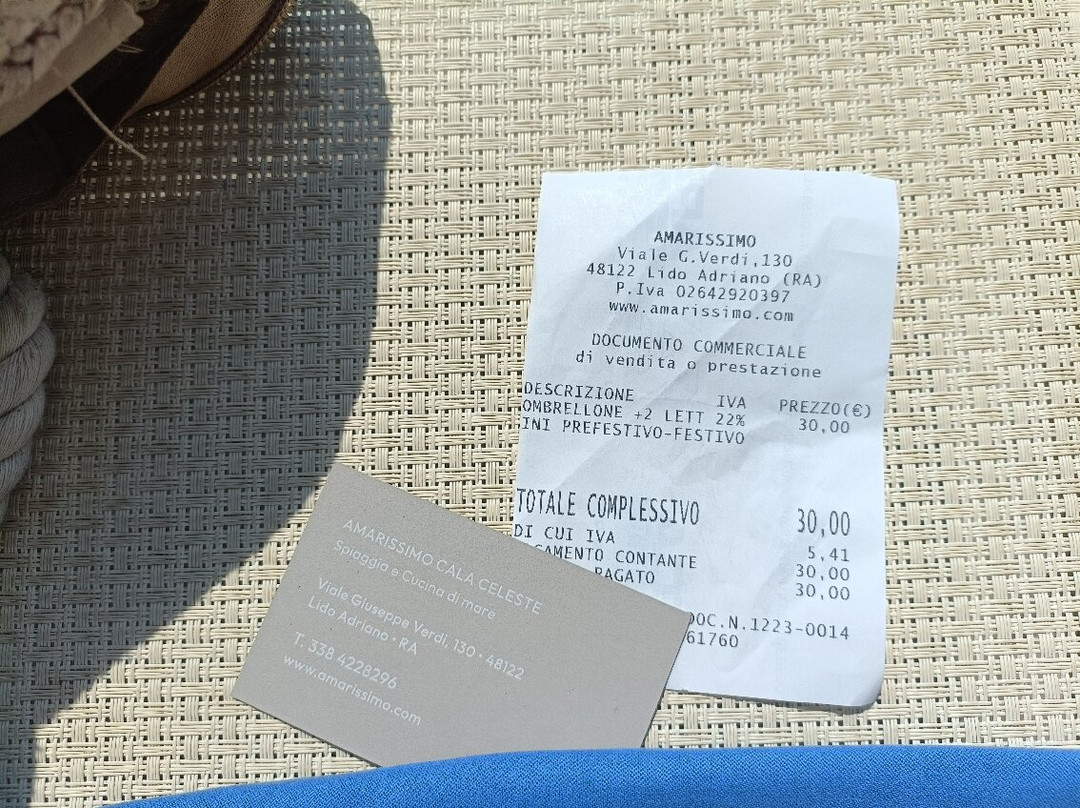 AMARISSIMO
Viale G.Verdi,130
48122 Lido Adriano (RA)
P.Iva 02642920397
www.amarissimo.com
DOCUMENTO COMMERCIALE
di vendita o prestazione
DESCRIZIONE IVA PREZZO(€)
OMBRELLONE +2 LETT 22% 30,00
INI PREFESTIVO-FESTIVO
TOTALE COMPLESSIVO 30,00
DI CUI IVA 5.41
CONTANTE 30,00
PAGATO 30,00
DOC.N.1223-0014
61760
AMARISSIMO CALA CELESTE
Spiaggia e Cucina di mare
Viale Giuseppe Verdi, 130 · 48122
Lido Adriano · RA
T. 338 4228296
www.amarissimo.com